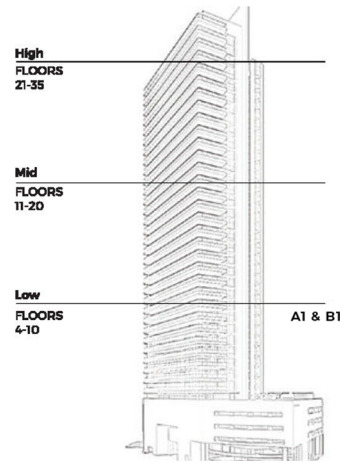 High
FLOORS
21-35
Mid
FLOORS
11-20
Low
FLOORS
4-10
A1 & B1